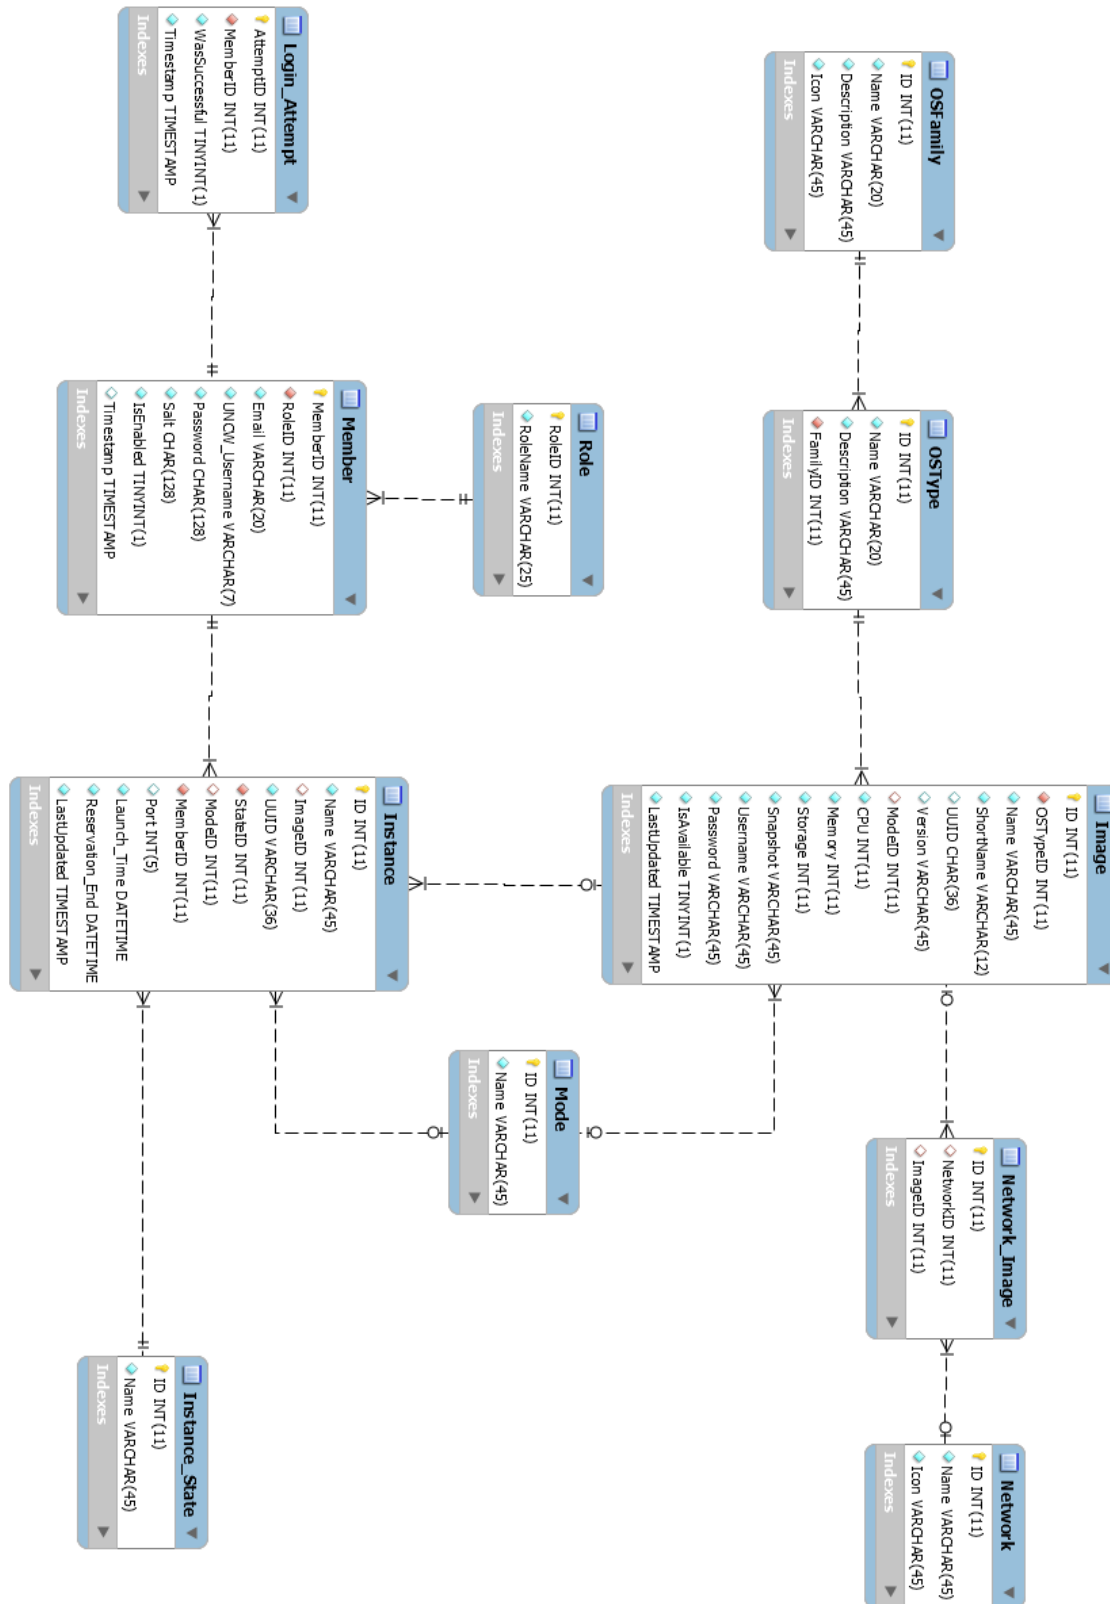 OSFamily
ID INT(11)
Name VARCHAR(20)
Description VARCHAR(45)
Icon VARCHAR(45)
Indexes
OSType
ID INT(11)
Name VARCHAR(20)
Description VARCHAR(45)
FamilyID INT(11)
Indexes
Image
ID INT(11)
OSTypeID INT(11)
Name VARCHAR(45)
ShortName VARCHAR(12)
UUID CHAR(36)
Version VARCHAR(45)
ModeID INT(11)
CPU INT(11)
Memory INT(11)
Storage INT(11)
Snapshot VARCHAR(45)
Username VARCHAR(45)
Password VARCHAR(45)
IsAvailable TINYINT(1)
LastUpdated TIMESTAMP
Indexes
Network_Image
ID INT(11)
NetworkID INT(11)
ImageID INT(11)
Indexes
Network
ID INT(11)
Name VARCHAR(45)
Icon VARCHAR(45)
Indexes
Role
RoleID INT(11)
RoleName VARCHAR(25)
Indexes
Mode
ID INT(11)
Name VARCHAR(45)
Indexes
Login_Attempt
AttemptID INT(11)
MemberID INT(11)
WasSuccessful TINYINT(1)
Timestamp TIMESTAMP
Indexes
Member
MemberID INT(11)
RoleID INT(11)
Email VARCHAR(20)
UNCW_Username VARCHAR(7)
Password CHAR(128)
Salt CHAR(128)
IsEnabled TINYINT(1)
Timestamp TIMESTAMP
Indexes
Instance
ID INT(11)
Name VARCHAR(45)
ImageID INT(11)
UUID VARCHAR(36)
StateID INT(11)
ModeID INT(11)
MemberID INT(11)
Port INT(5)
Launch_Time DATETIME
Reservation_End DATETIME
LastUpdated TIMESTAMP
Indexes
Instance_State
ID INT(11)
Name VARCHAR(45)
Indexes